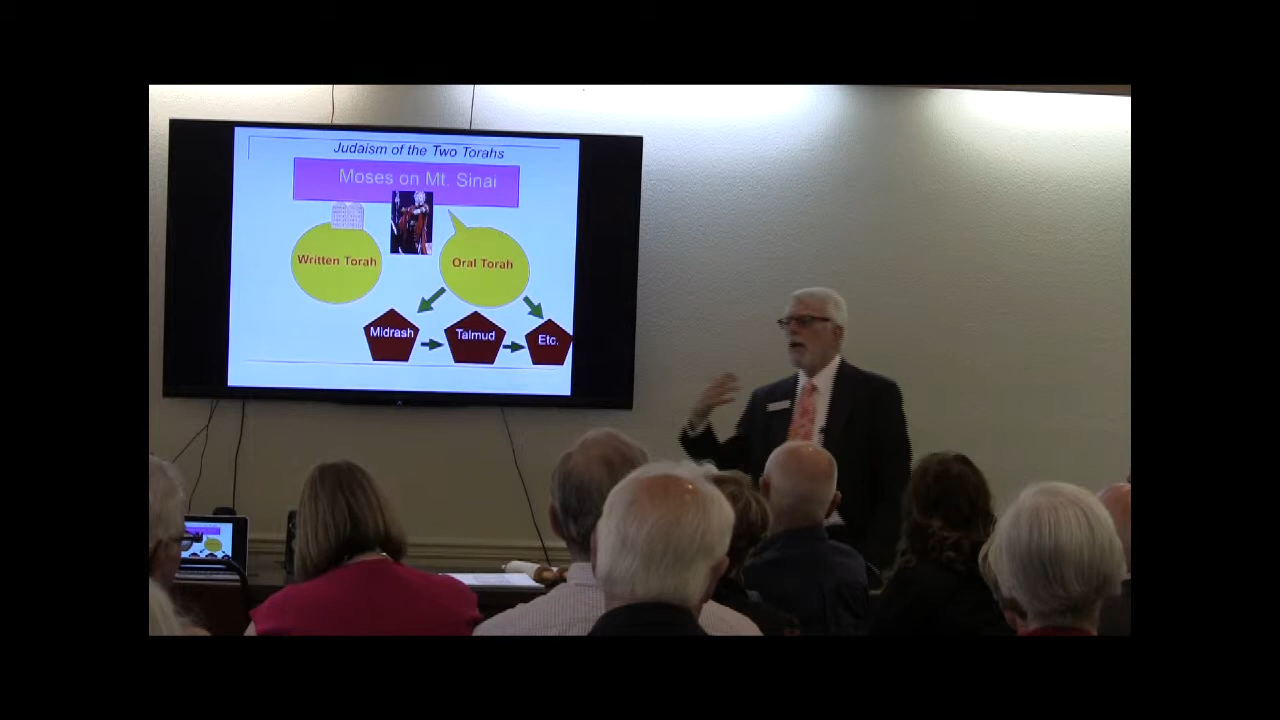 Judaism of the Two Torahs
Moses on Mt. Sinai
Written Torah
Oral Torah
Midrash
Talmud
Etc.